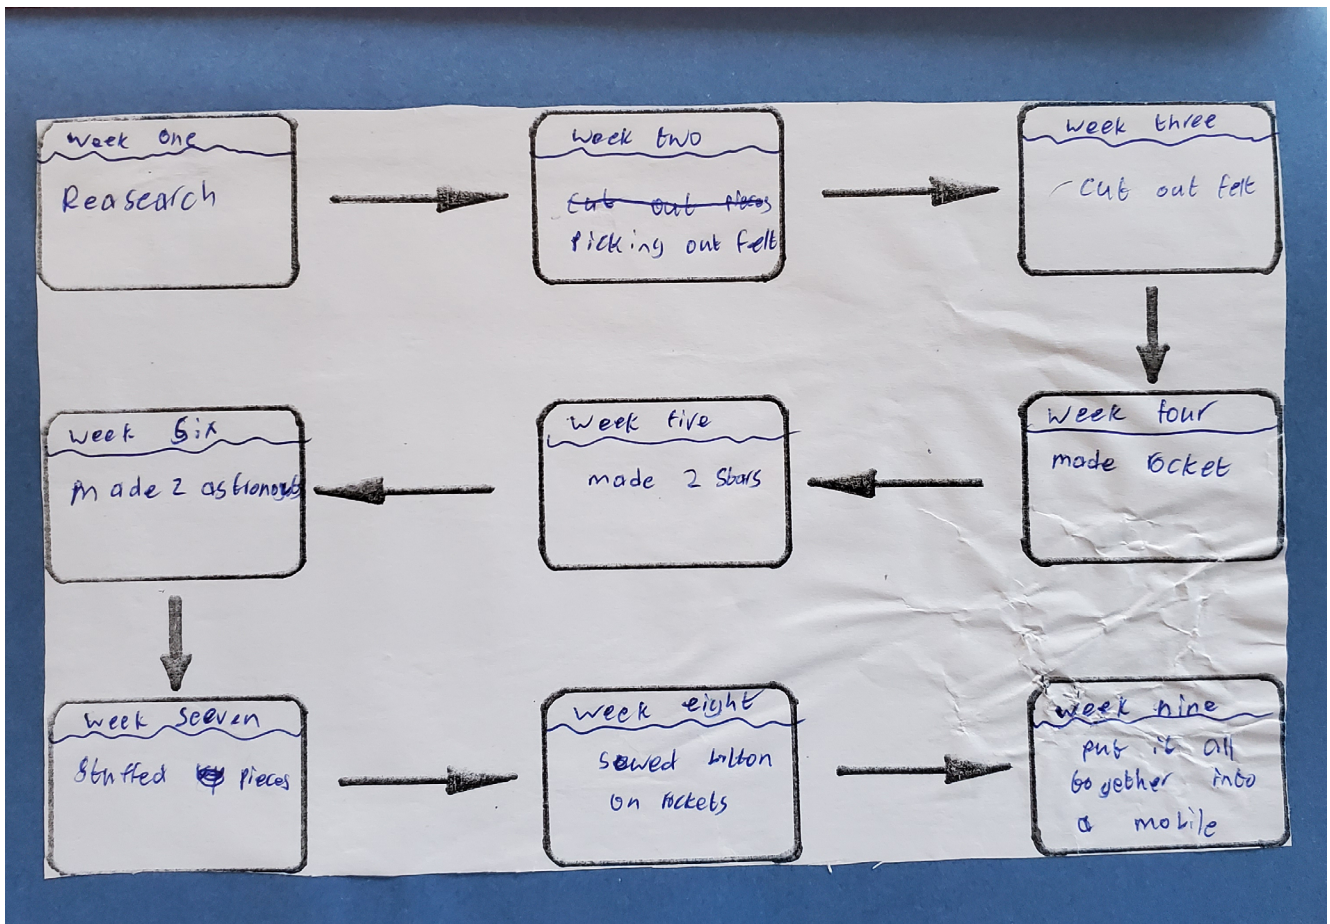 Week One
Reasearch
Week two
cut out pieces
Picking out felt
Week three
- cut out felt
Week four
made rocket
Week five
made 2 stars
Week Six
made 2 astronouts
Week seeven
Stuffed pieces
Week eight
Sewed button
on rockets
Week nine
put it all
together into
a mobile